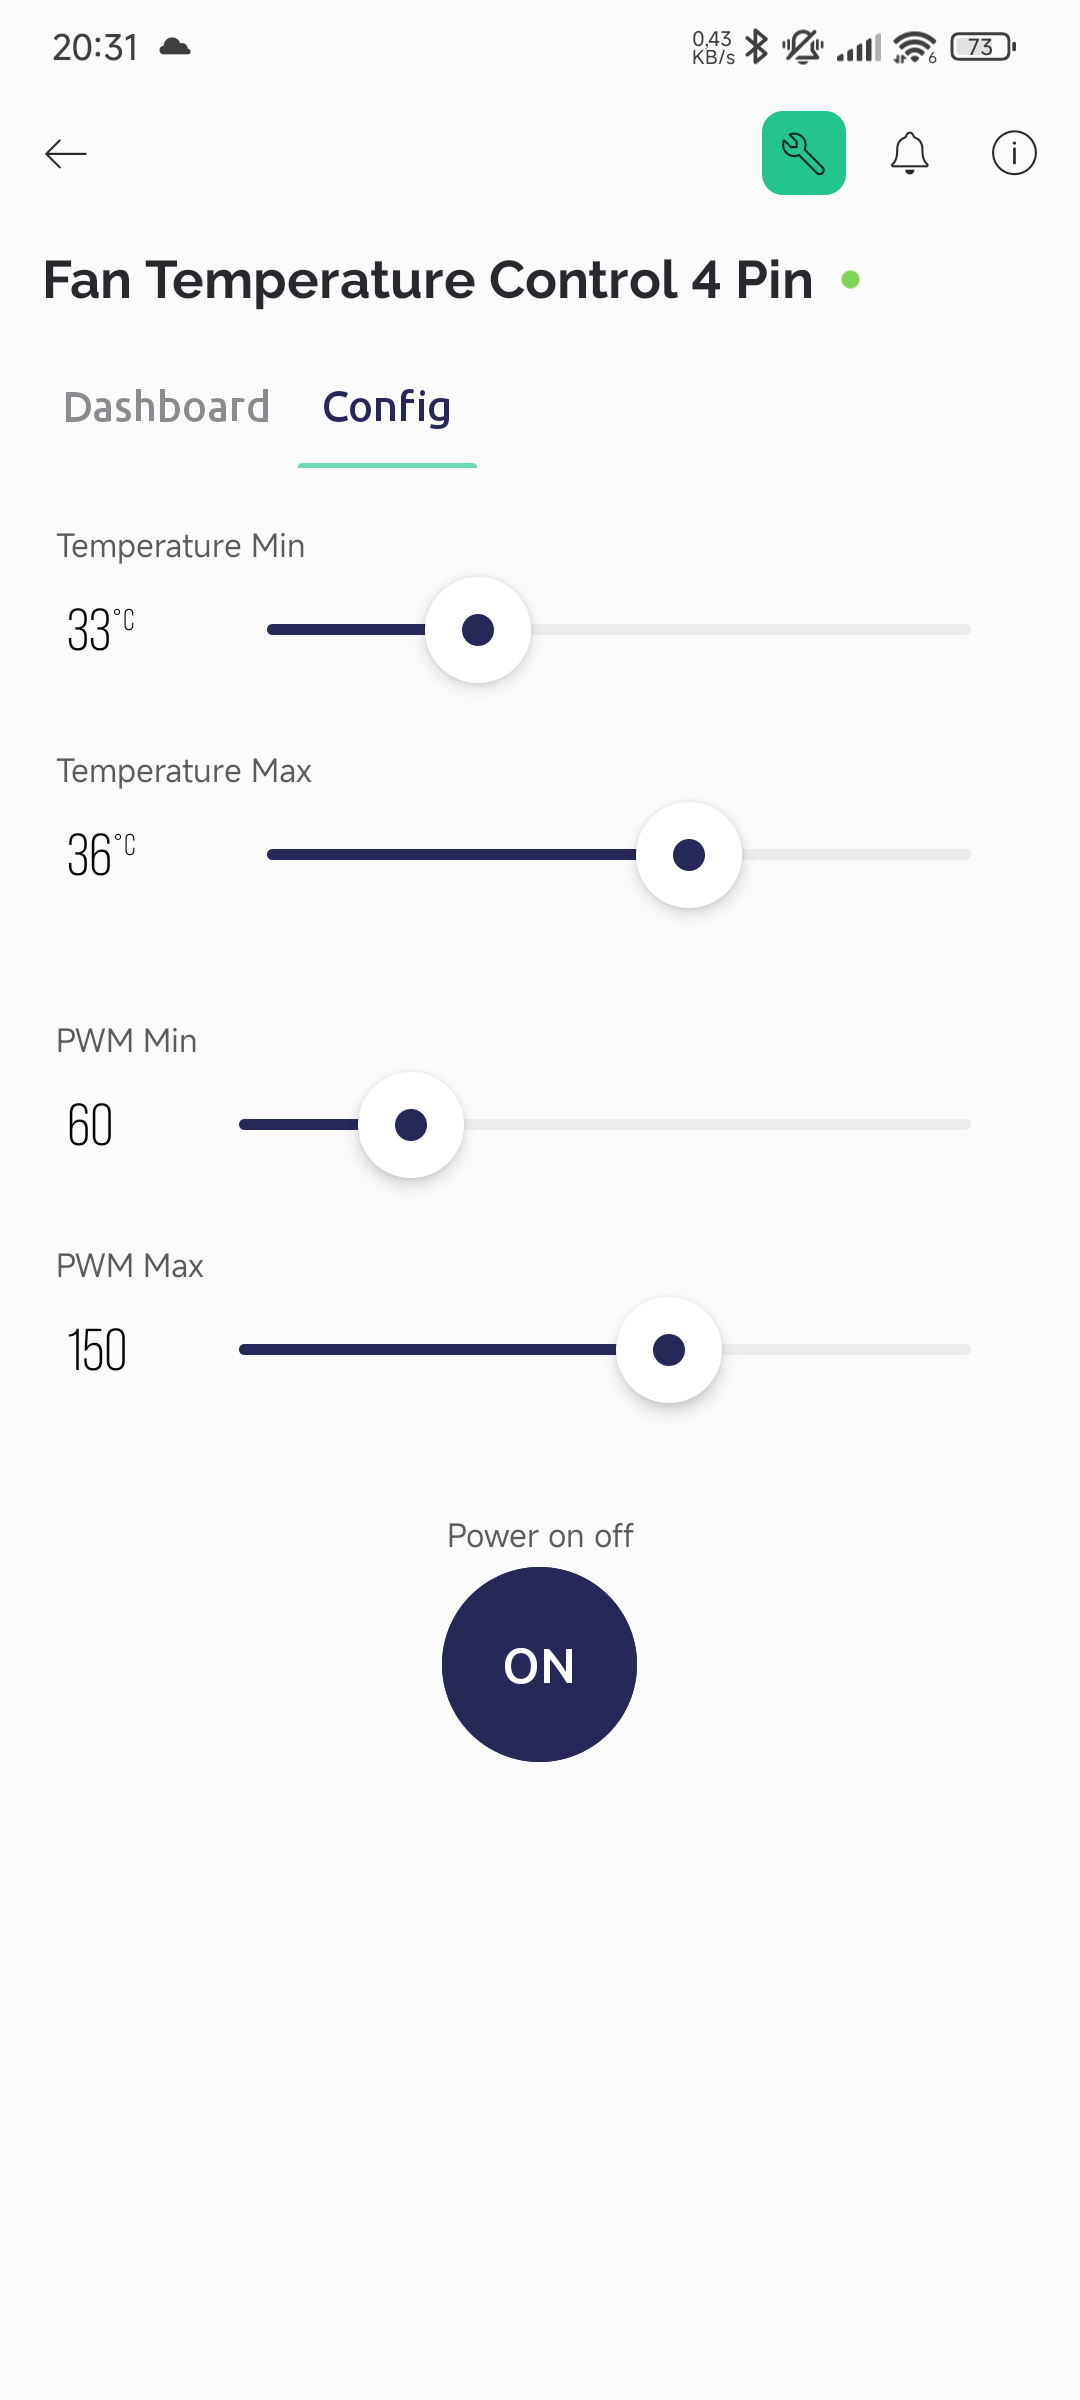 20:31
0,43
KB/s
6
73
Fan Temperature Control 4 Pin
Dashboard Config
Temperature Min
33°C
Temperature Max
36°C
PWM Min
60
PWM Max
150
Power on off
ON